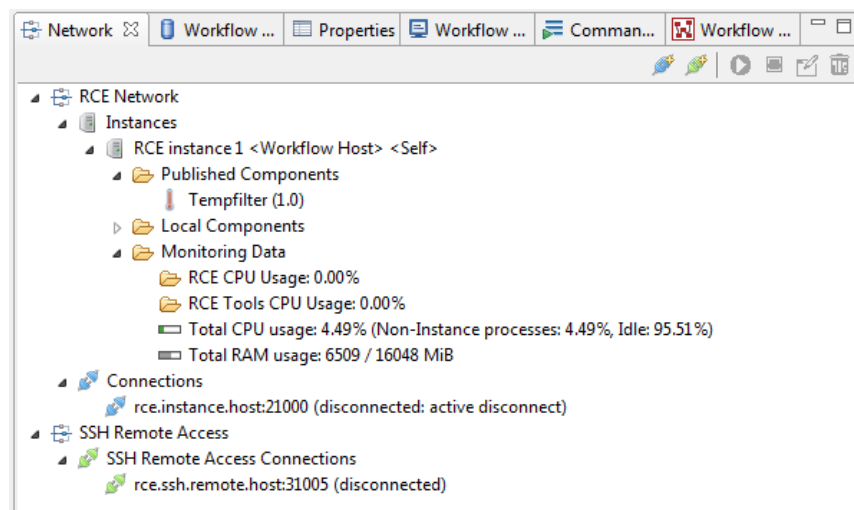 Network Workflow ... Properties Workflow ... Comman... Workflow ...
RCE Network
Instances
RCE instance 1 <Workflow Host> <Self>
Published Components
Tempfilter (1.0)
Local Components
Monitoring Data
RCE CPU Usage: 0.00%
RCE Tools CPU Usage: 0.00%
Total CPU usage: 4.49% (Non-Instance processes: 4.49%, Idle: 95.51%)
Total RAM usage: 6509 / 16048 MiB
Connections
rce.instance.host:21000 (disconnected: active disconnect)
SSH Remote Access
SSH Remote Access Connections
rce.ssh.remote.host:31005 (disconnected)